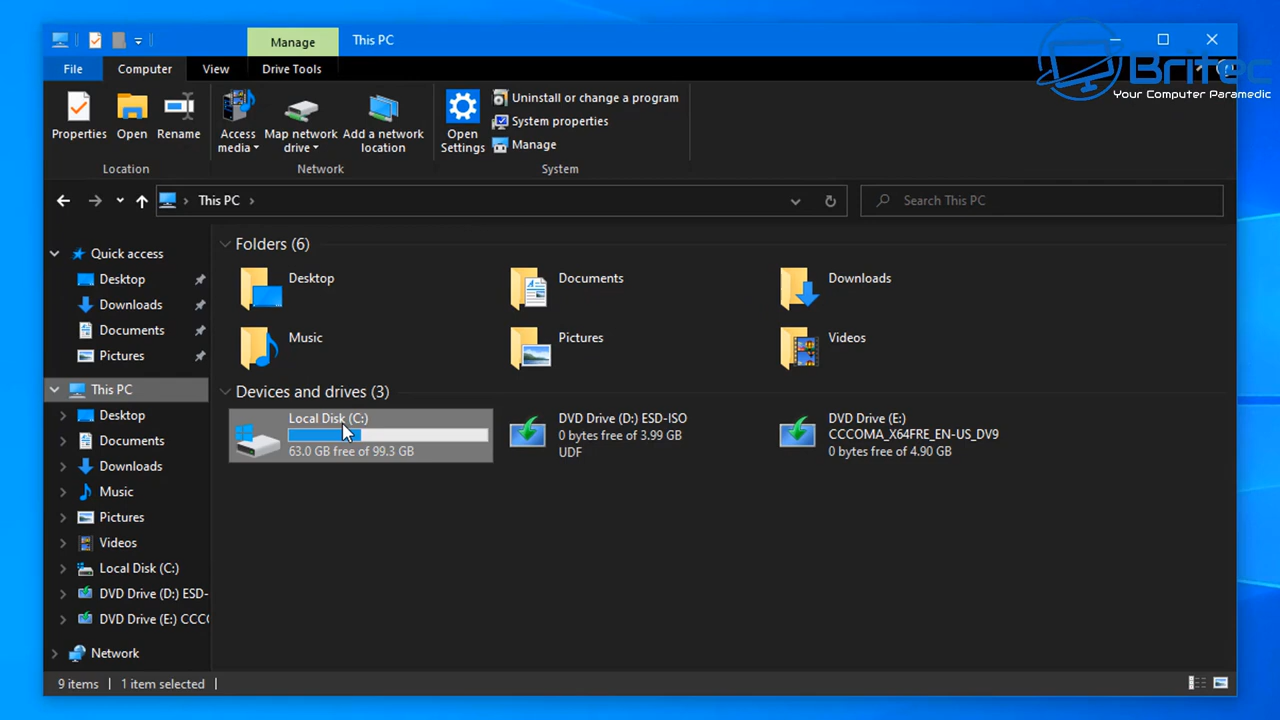 Manage
This PC
File
Computer
View
Drive Tools
Britec
Your Computer Paramedic
Properties
Open
Rename
Access media
Map network drive
Add a network location
Open Settings
Uninstall or change a program
System properties
Manage
Location
Network
System
This PC
Search This PC
Quick access
Desktop
Downloads
Documents
Pictures
This PC
Desktop
Documents
Downloads
Music
Pictures
Videos
Local Disk (C:)
DVD Drive (D:) ESD-
DVD Drive (E:) CCC
Network
Folders (6)
Desktop
Documents
Downloads
Music
Pictures
Videos
Devices and drives (3)
Local Disk (C:)
63.0 GB free of 99.3 GB
DVD Drive (D:) ESD-ISO
0 bytes free of 3.99 GB
UDF
DVD Drive (E:)
CCCOMA_X64FRE_EN-US_DV9
0 bytes free of 4.90 GB
9 items
1 item selected